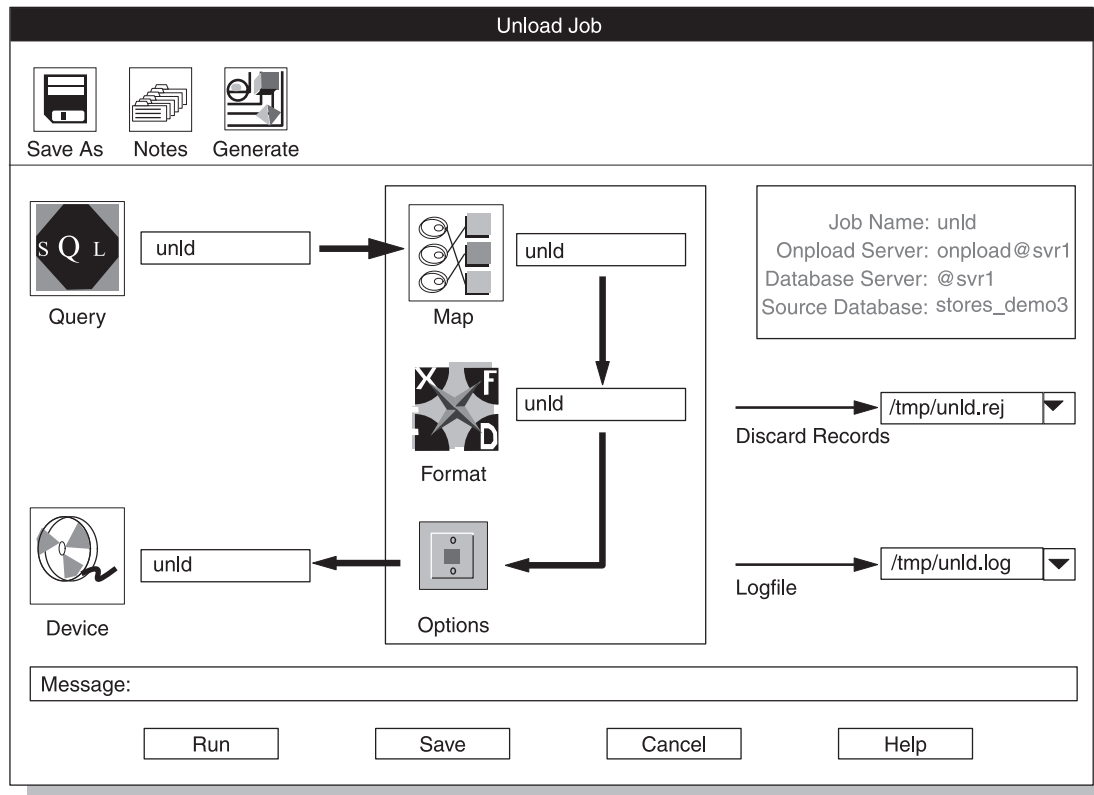 Unload Job
Save As
Notes
Generate
S Q L
unld
Query
unld
Map
Job Name: unld
Onpload Server: onpload@svr1
Database Server: @svr1
Source Database: stores_demo3
X F
D
unld
Format
/tmp/unld.rej
Discard Records
unld
Device
Options
/tmp/unld.log
Logfile
Message:
Run
Save
Cancel
Help